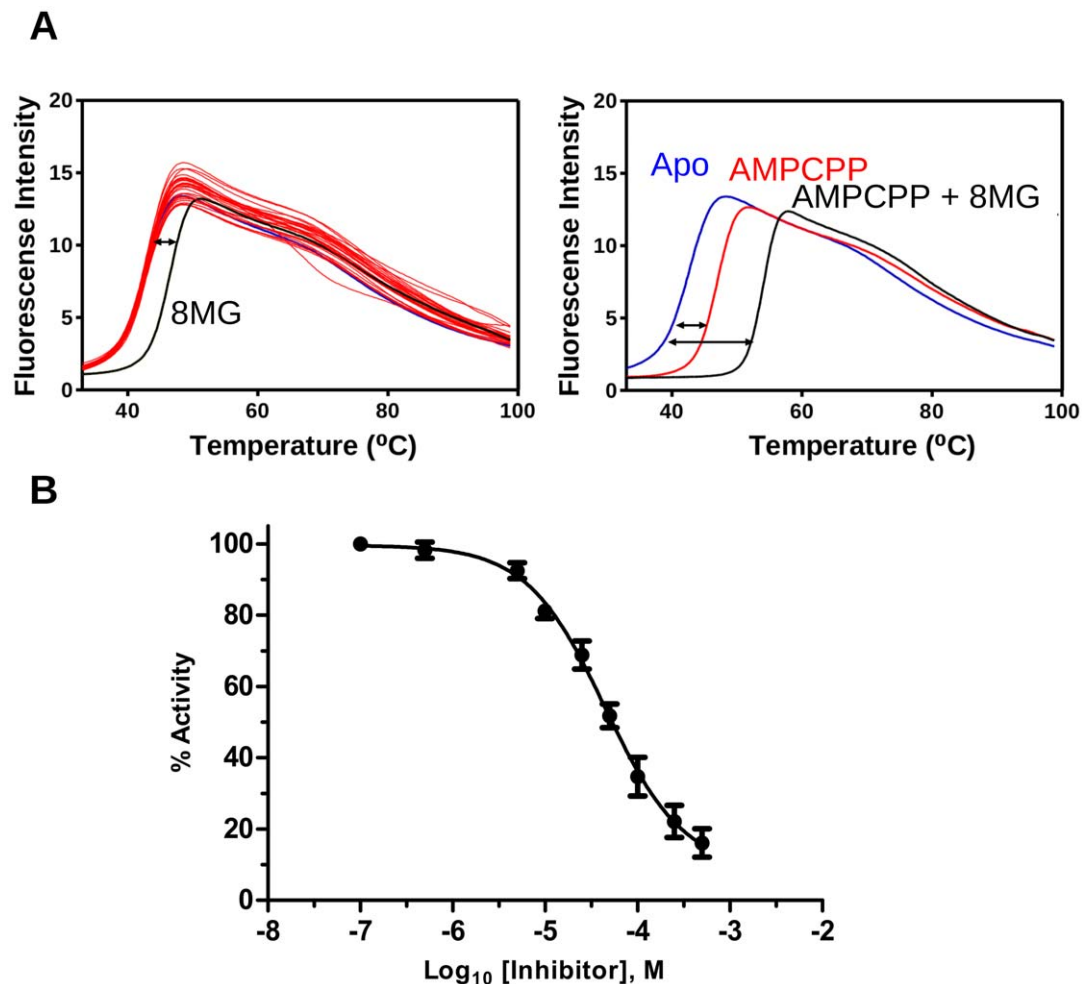 A
Fluorescense Intensity
20
15
10
5
0
8MG
40
60
80
100
Temperature (ºC)
Fluorescense Intensity
20
15
10
5
0
Apo
AMPCPP
AMPCPP + 8MG
40
60
80
100
Temperature (ºC)
B
% Activity
100
80
60
40
20
0
-8
-7
-6
-5
-4
-3
-2
Log10 [Inhibitor], M